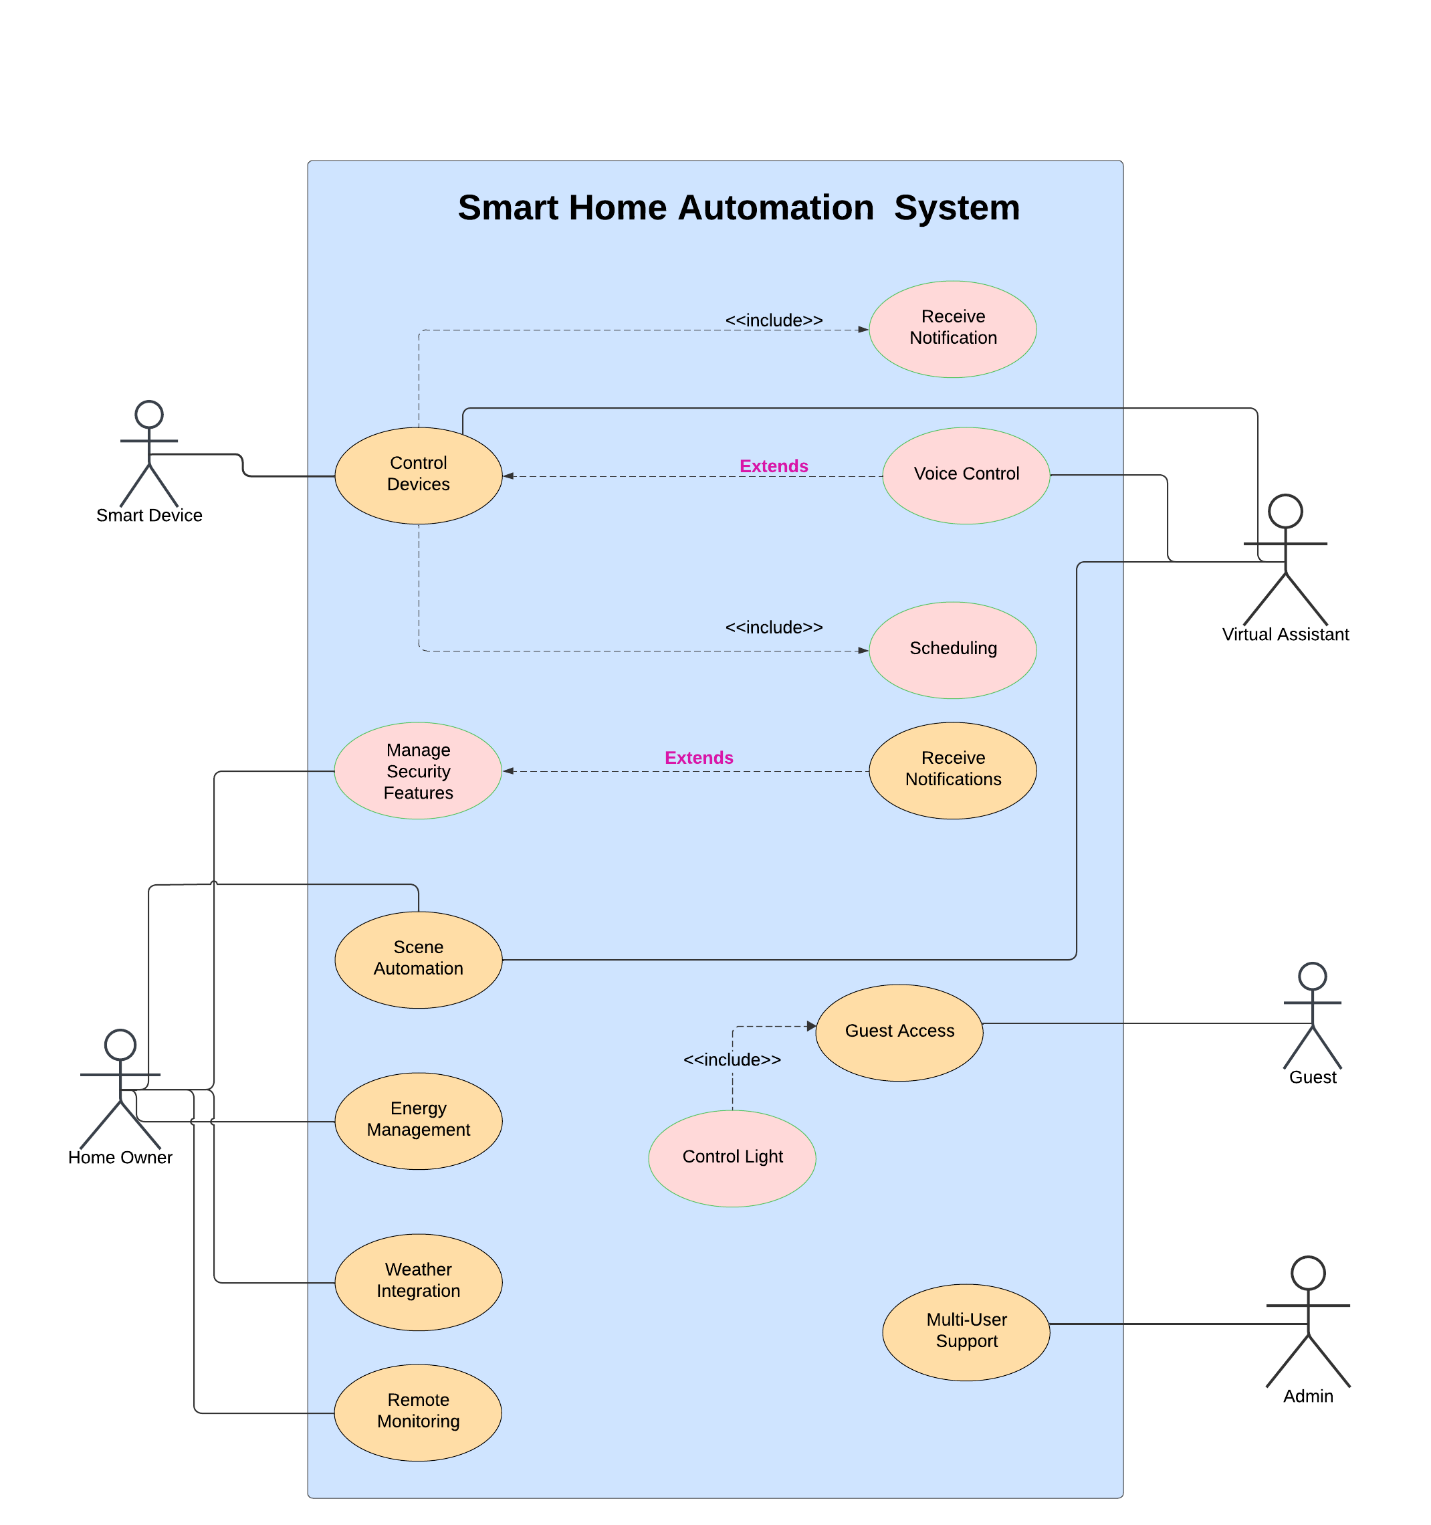 Smart Home Automation  System
<<include>>
Receive
Notification
Control
Devices
Extends
Voice Control
Smart Device
<<include>>
Scheduling
Virtual Assistant
Manage
Security
Features
Extends
Receive
Notifications
Scene
Automation
Guest Access
<<include>>
Guest
Energy
Management
Control Light
Home Owner
Weather
Integration
Multi-User
Support
Remote
Monitoring
Admin